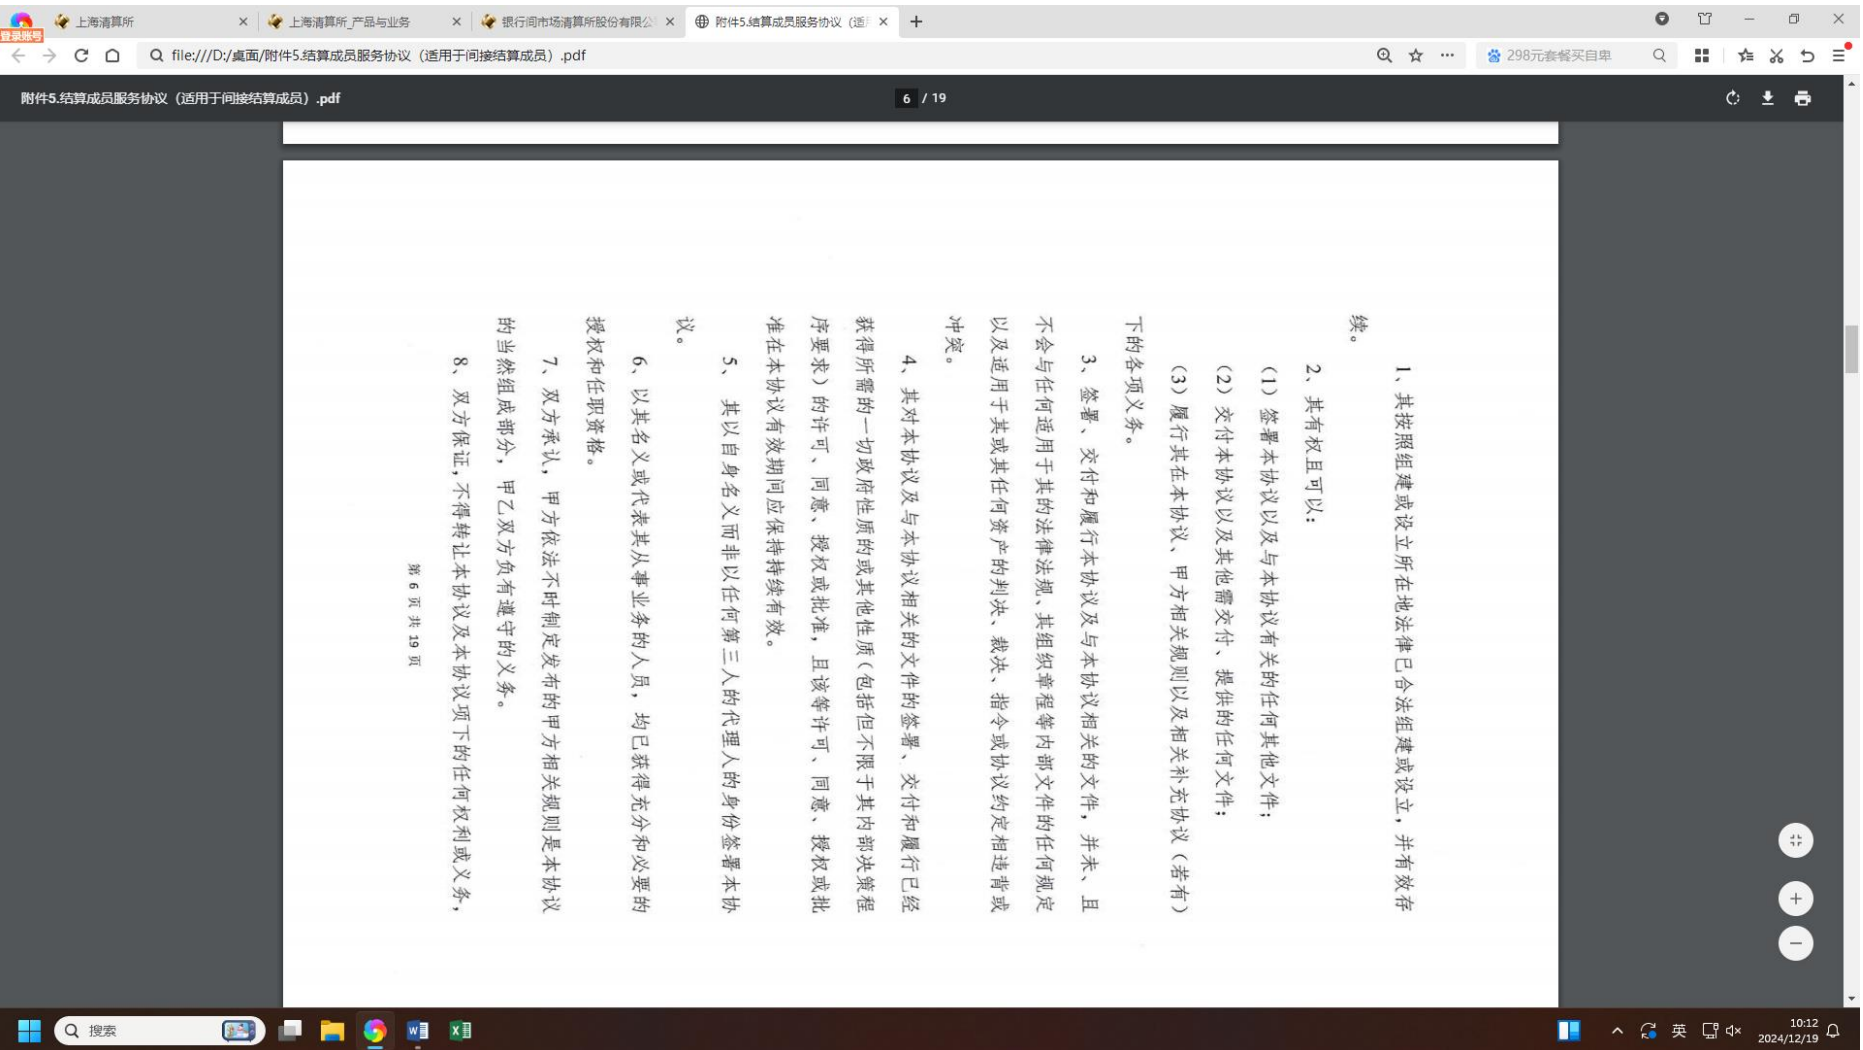 上海清算所
上海清算所_产品与业务
银行间市场清算所股份有限公
附件5.结算成员服务协议（适
登录账号
file:///D:/桌面/附件5.结算成员服务协议（适用于间接结算成员）.pdf
298元套餐买自卑
附件5.结算成员服务协议（适用于间接结算成员）.pdf
6 / 19
1、其按照组建或设立所在地法律已合法组建或设立，并有效存
续。
2、其有权且可以：
（1）签署本协议以及与本协议有关的任何其他文件；
（2）交付本协议以及其他需交付、提供的任何文件；
（3）履行其在本协议、甲方相关规则以及相关补充协议（若有）
下的各项义务。
3、签署、交付和履行本协议及与本协议相关的文件，并未、且
不会与任何适用于其的法律法规、其组织章程等内部文件的任何规定
以及适用于其或其任何资产的判决、裁决、指令或协议约定相违背或
冲突。
4、其对本协议及与本协议相关的文件的签署、交付和履行已经
获得所需的一切政府性质的或其他性质（包括但不限于其内部决策程
序要求）的许可、同意、授权或批准，且该等许可、同意、授权或批
准在本协议有效期间应保持持续有效。
5、其以自身名义而非以任何第三人的代理人的身份签署本协
议。
6、以其名义或代表其从事业务的人员，均已获得充分和必要的
授权和任职资格。
7、双方承认，甲方依法不时制定发布的甲方相关规则是本协议
的当然组成部分，甲乙双方负有遵守的义务。
8、双方保证，不得转让本协议及本协议项下的任何权利或义务，
第 6 页 共 19 页
搜索
英
10:12
2024/12/19